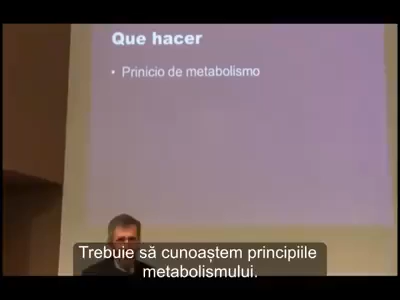 Que hacer
• Prinicio de metabolismo
Trebuie să cunoaștem principiile
metabolismului.